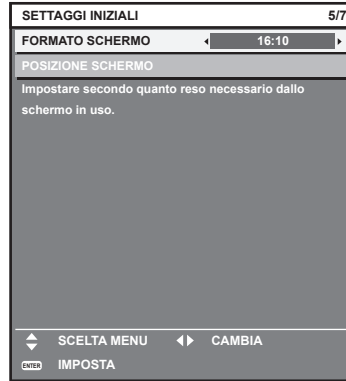 SETTAGGI INIZIALI 5/7
FORMATO SCHERMO 16:10
POSIZIONE SCHERMO
Impostare secondo quanto reso necessario dallo
schermo in uso.
SCELTA MENU CAMBIA
ENTER IMPOSTA